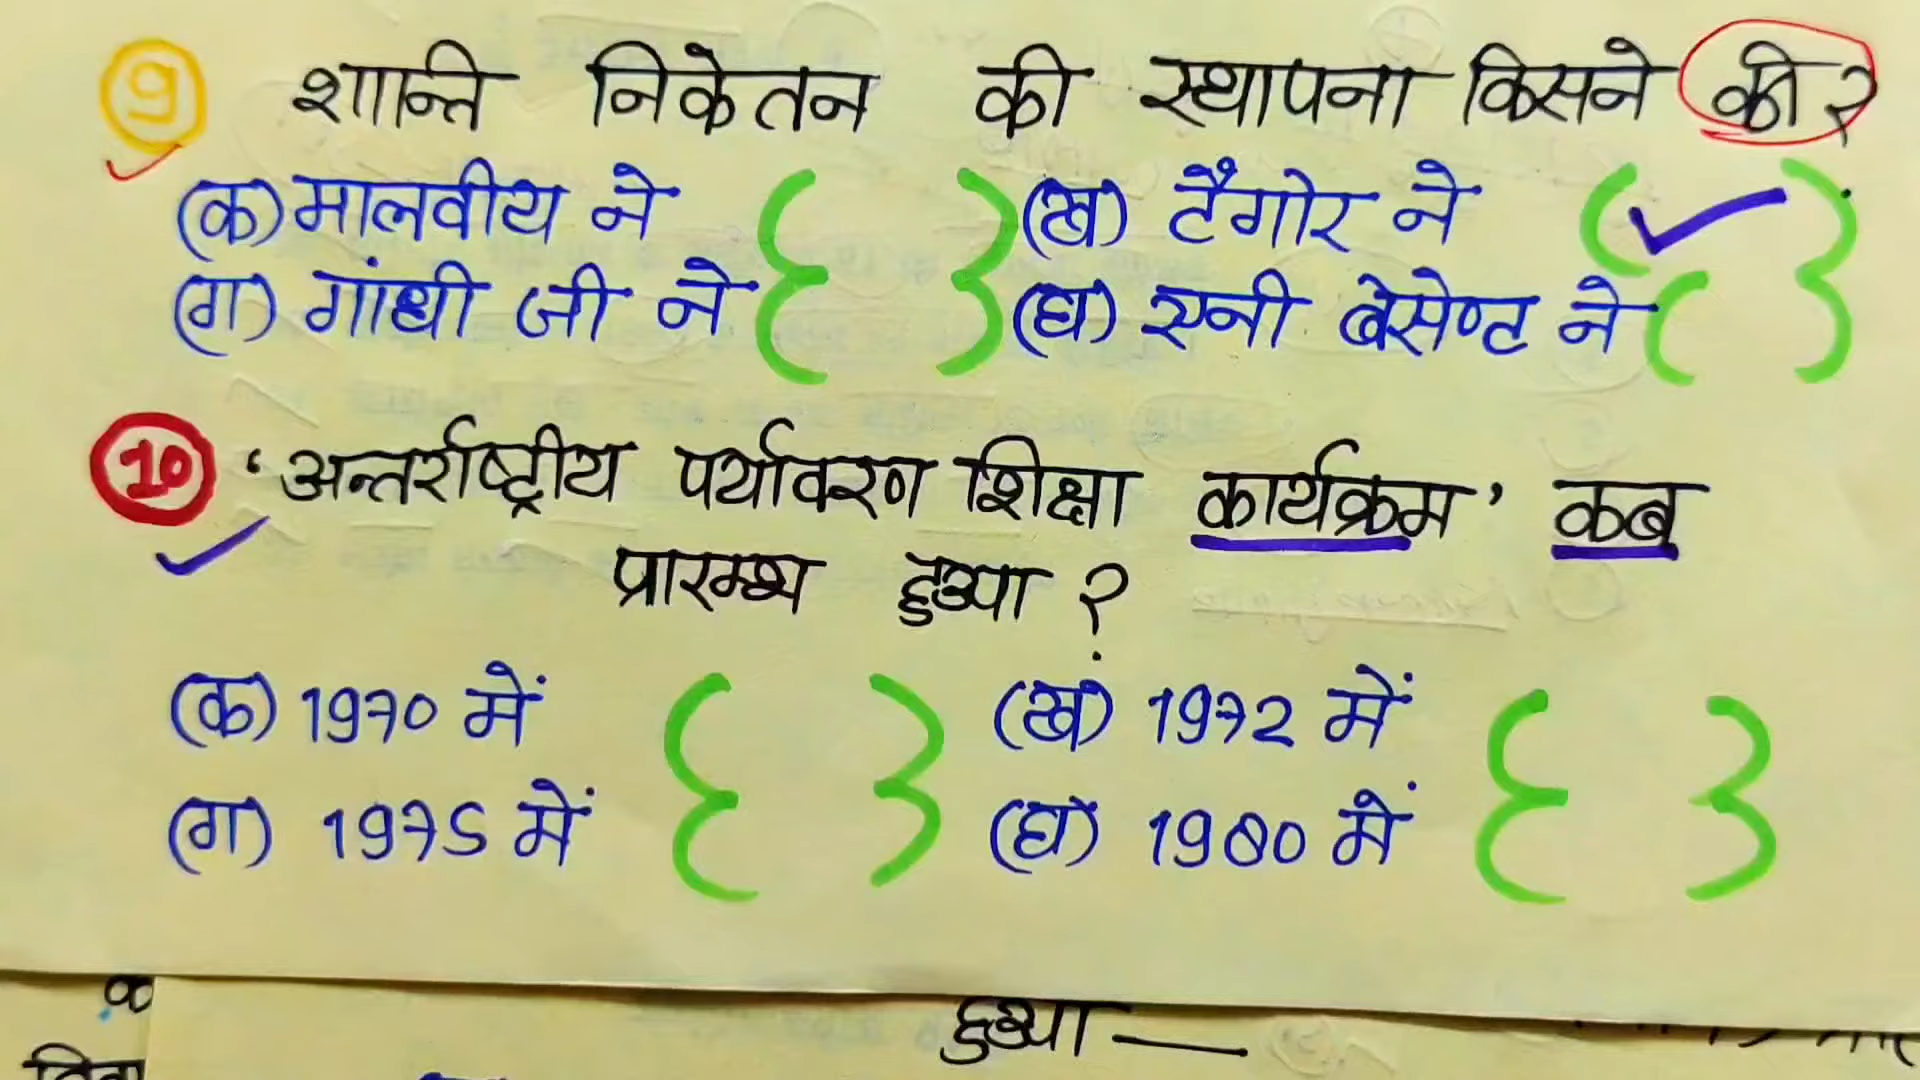 9 शान्ति निकेतन की स्थापना किसने की?
(क) मालवीय ने (ख) टैगोर ने
(ग) गांधी जी ने (घ) एनी बेसेण्ट ने
10 ‘अन्तर्राष्ट्रीय पर्यावरण शिक्षा कार्यक्रम’ कब
प्रारम्भ हुआ?
(क) 1970 में (ख) 1972 में
(ग) 1975 में (घ) 1980 में
हुआ —